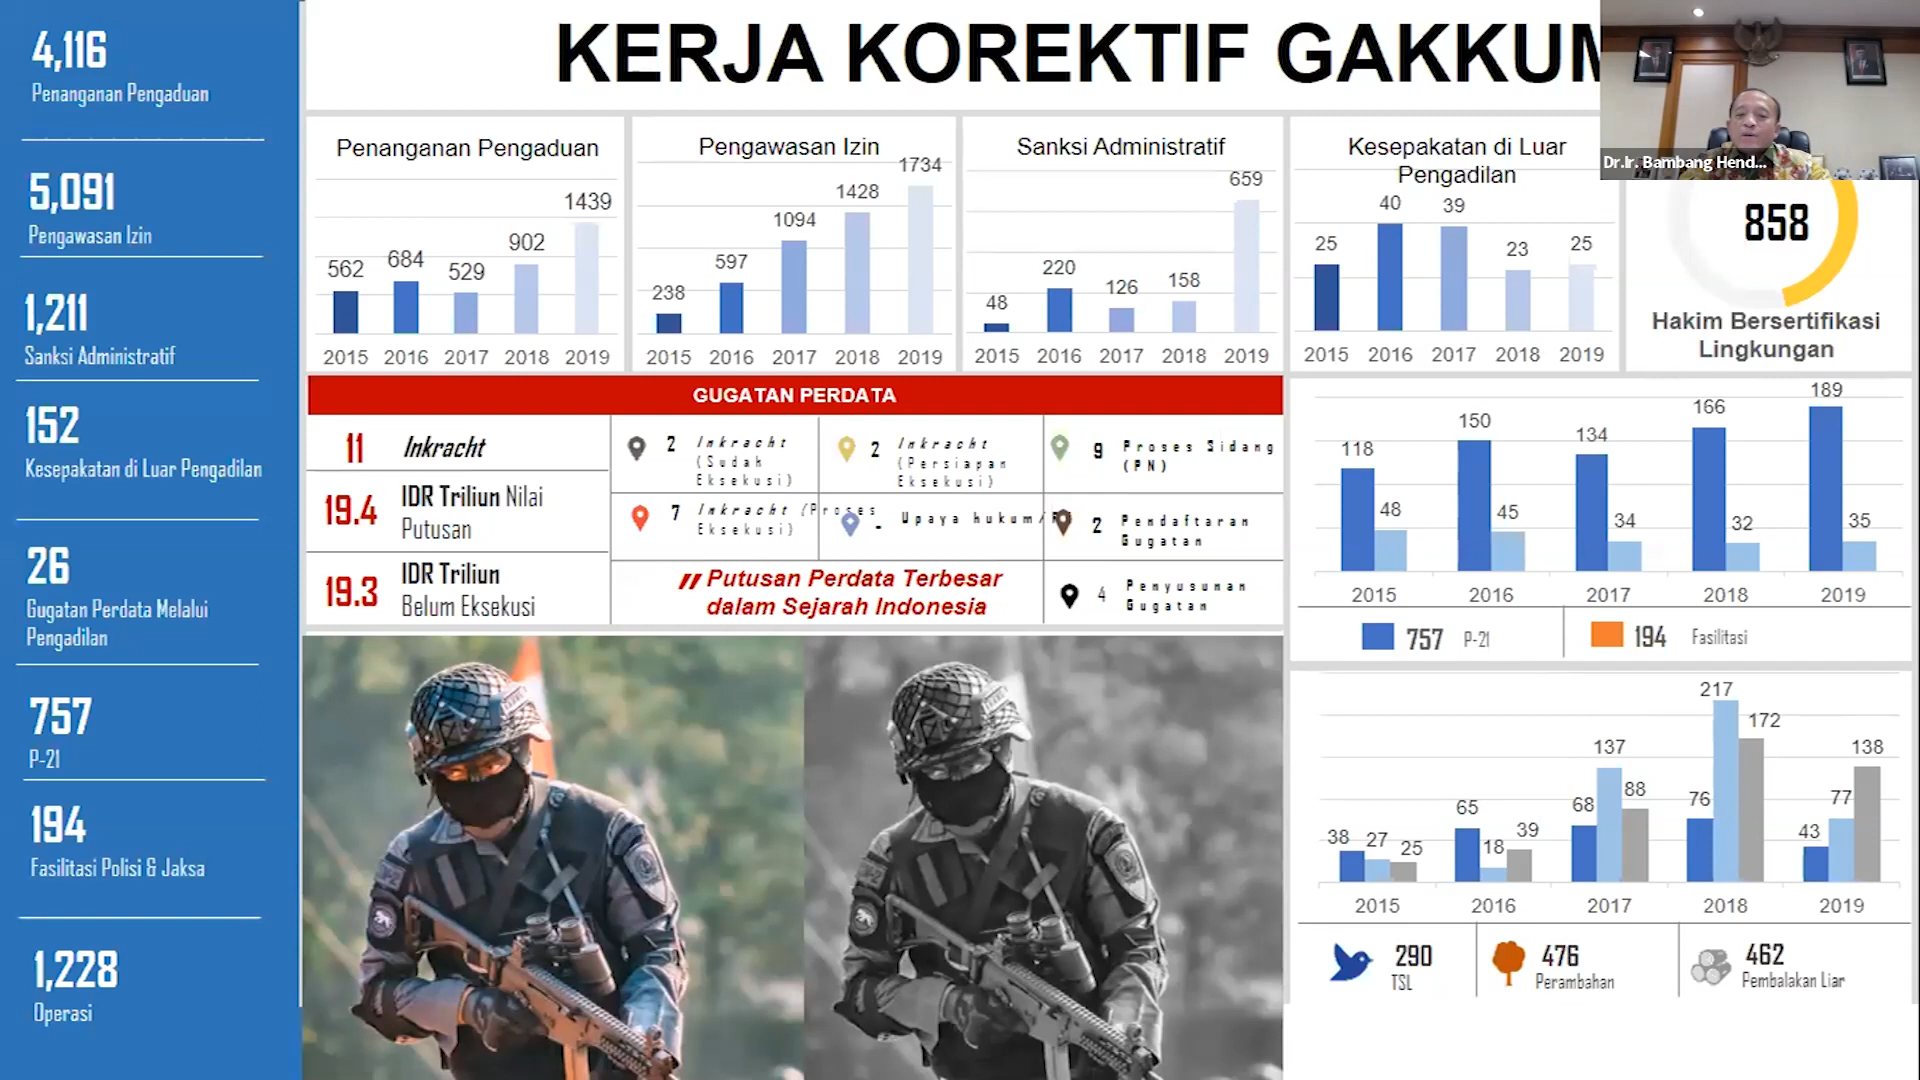 4,116
Penanganan Pengaduan
5,091
Pengawasan Izin
1,211
Sanksi Administratif
152
Kesepakatan di Luar Pengadilan
26
Gugatan Perdata Melalui
Pengadilan
757
P-21
194
Fasilitasi Polisi & Jaksa
1,228
Operasi
KERJA KOREKTIF GAKKUM
Dr.Ir. Bambang Hend...
Penanganan Pengaduan
562 684 529 902 1439
2015 2016 2017 2018 2019
Pengawasan Izin
238 597 1094 1428 1734
2015 2016 2017 2018 2019
Sanksi Administratif
48 220 126 158 659
2015 2016 2017 2018 2019
Kesepakatan di Luar
Pengadilan
25 40 39 23 25
2015 2016 2017 2018 2019
858
Hakim Bersertifikasi
Lingkungan
GUGATAN PERDATA
11 Inkracht
19.4 IDR Triliun Nilai
Putusan
19.3 IDR Triliun
Belum Eksekusi
2 Inkracht
(Sudah
Eksekusi)
2 Inkracht
(Persiapan
Eksekusi)
9 Proses Sidang
(PN)
7 Inkracht (Proses
Eksekusi)
- Upaya hukum/
2 Pendaftaran
Gugatan
"Putusan Perdata Terbesar
dalam Sejarah Indonesia
4 Penyusunan
Gugatan
118 48 150 45 134 34 166 32 189 35
2015 2016 2017 2018 2019
757 P-21
194 Fasilitasi
38 27 25 65 18 39 68 137 88 76 217 172 43 77 138
2015 2016 2017 2018 2019
290
TSL
476
Perambahan
462
Pembalakan Liar